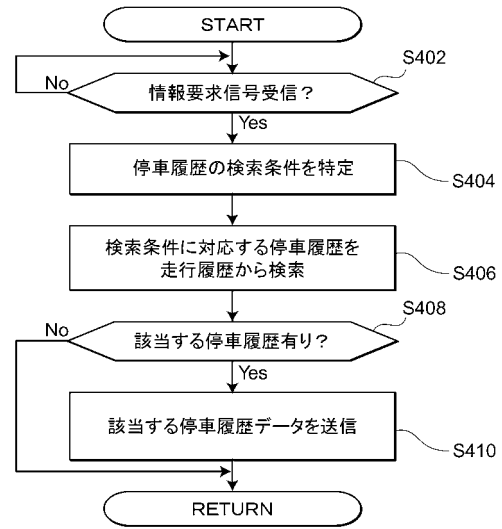 START
S402
No
情報要求信号受信？
Yes
停車履歴の検索条件を特定
S404
検索条件に対応する停車履歴を
走行履歴から検索
S406
S408
No
該当する停車履歴有り？
Yes
該当する停車履歴データを送信
S410
RETURN